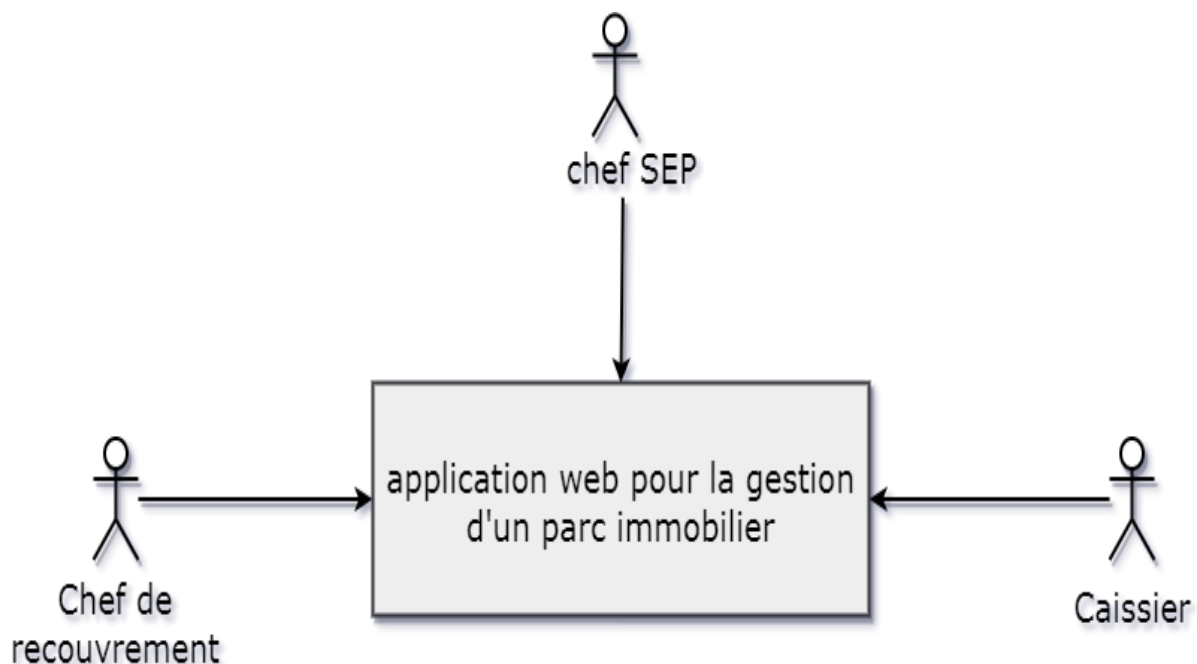 chef SEP
application web pour la gestion
d'un parc immobilier
Chef de
recouvrement
Caissier